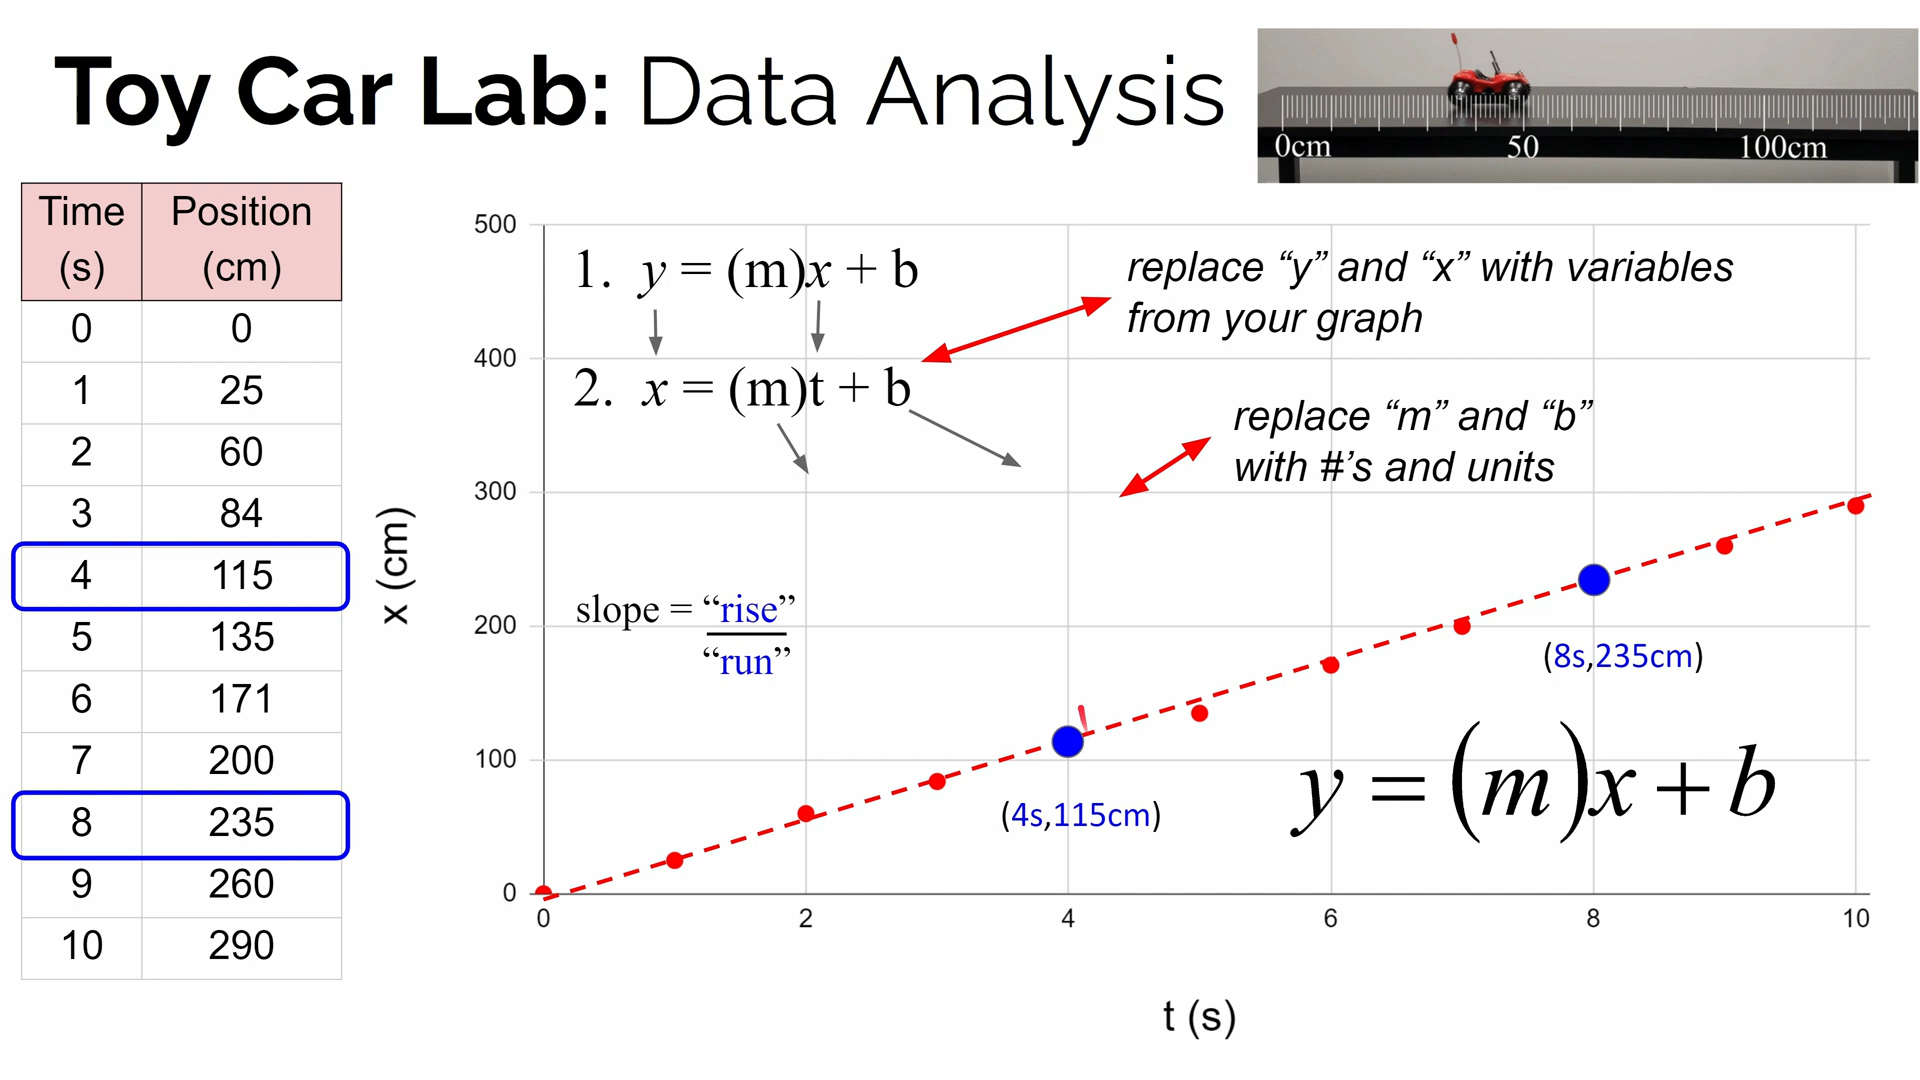 Toy Car Lab: Data Analysis
0cm 50 100cm
Time (s) Position (cm)
0 0
1 25
2 60
3 84
4 115
5 135
6 171
7 200
8 235
9 260
10 290
500
400
300
200
100
0
x (cm)
1. y = (m)x + b
2. x = (m)t + b
replace “y” and “x” with variables
from your graph
replace “m” and “b”
with #’s and units
slope = “rise”
“run”
(8s,235cm)
(4s,115cm)
y = (m)x + b
0 2 4 6 8 10
t (s)